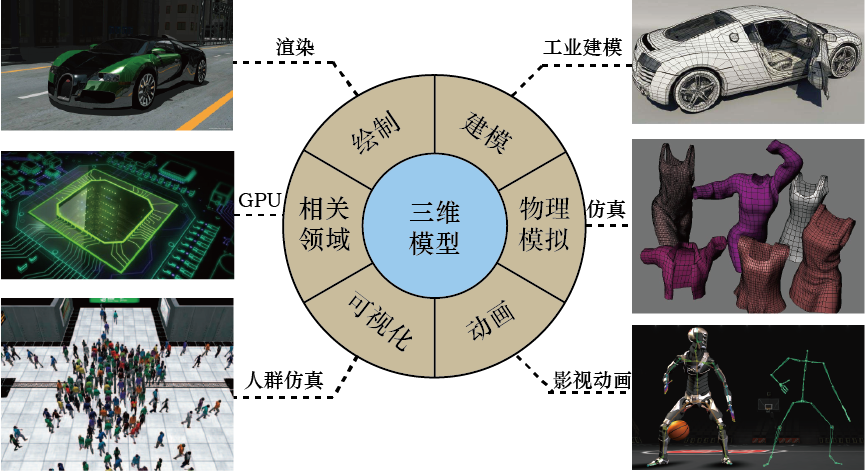 渲染
工业建模
绘制
建模
GPU
相关
领域
三维
模型
物理
模拟
仿真
可视化
动画
人群仿真
影视动画